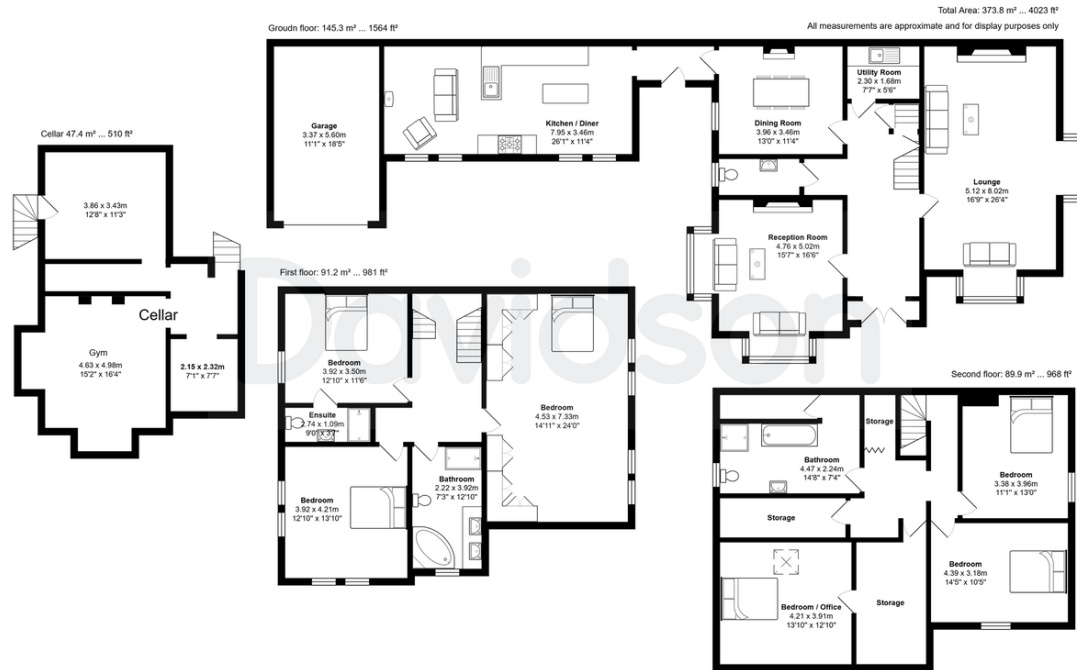 Total Area: 373.8 m² ... 4023 ft²
All measurements are approximate and for display purposes only
Groudn floor: 145.3 m² ... 1564 ft²
Garage
3.37 x 5.60m
11'1" x 18'5"
Kitchen / Diner
7.95 x 3.46m
26'1" x 11'4"
Dining Room
3.96 x 3.46m
13'0" x 11'4"
Utility Room
2.30 x 1.68m
7'7" x 5'6"
Lounge
5.12 x 8.02m
16'9" x 26'4"
Reception Room
4.76 x 5.02m
15'7" x 16'6"
Cellar 47.4 m² ... 510 ft²
3.86 x 3.43m
12'8" x 11'3"
Cellar
Gym
4.63 x 4.98m
15'2" x 16'4"
2.15 x 2.32m
7'1" x 7'7"
First floor: 91.2 m² ... 981 ft²
Bedroom
3.92 x 3.50m
12'10" x 11'6"
Ensuite
2.74 x 1.09m
9'0" x 3'7"
Bedroom
3.92 x 4.21m
12'10" x 13'10"
Bathroom
2.22 x 3.92m
7'3" x 12'10"
Bedroom
4.53 x 7.33m
14'11" x 24'0"
Davidson
Second floor: 89.9 m² ... 968 ft²
Storage
Bathroom
4.47 x 2.24m
14'8" x 7'4"
Storage
Bedroom
3.38 x 3.96m
11'1" x 13'0"
Bedroom
4.39 x 3.18m
14'5" x 10'5"
Bedroom / Office
4.21 x 3.91m
13'10" x 12'10"
Storage